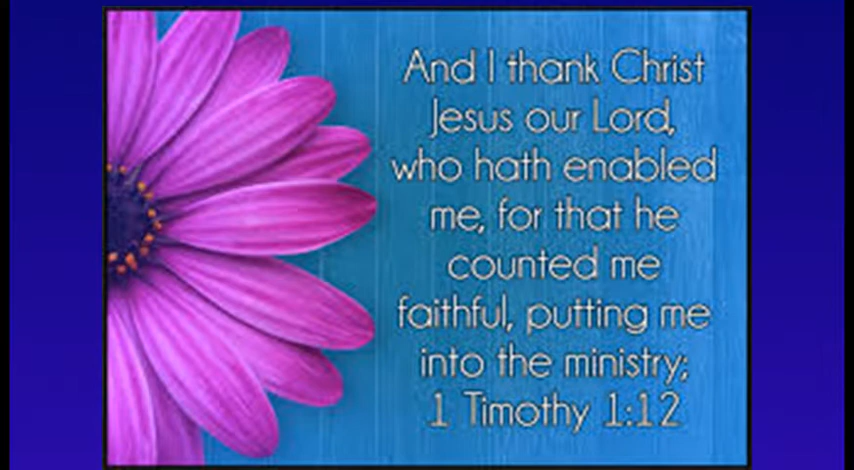 And I thank Christ
Jesus our Lord,
who hath enabled
me, for that he
counted me
faithful, putting me
into the ministry;
1 Timothy 1:12